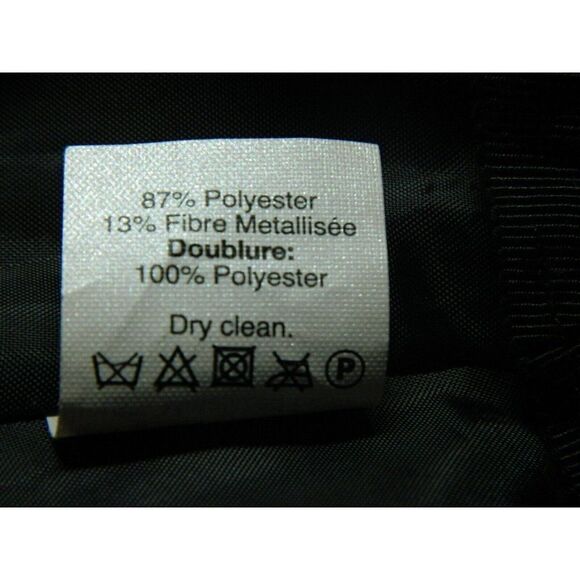 87% Polyester
13% Fibre Metallisée
Doublure:
100% Polyester
Dry clean.
P